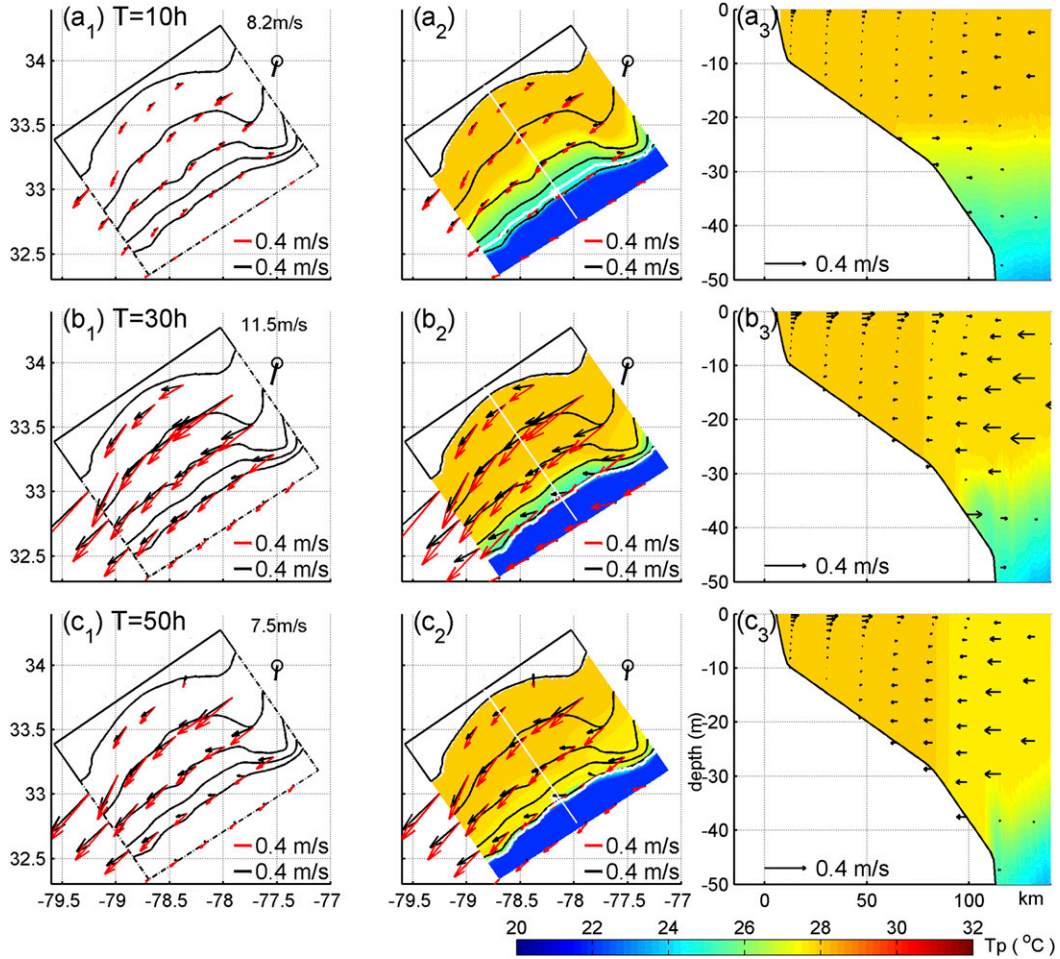 (a1) T=10h 8.2m/s (a2) (a3)
34
33.5
33
32.5
0.4 m/s 0.4 m/s
0.4 m/s 0.4 m/s
0
-10
-20
-30
-40
-50
0.4 m/s
(b1) T=30h 11.5m/s (b2) (b3)
34
33.5
33
32.5
0.4 m/s 0.4 m/s
0.4 m/s 0.4 m/s
0
-10
-20
-30
-40
-50
0.4 m/s
(c1) T=50h 7.5m/s (c2) (c3)
34
33.5
33
32.5
0.4 m/s 0.4 m/s
0.4 m/s 0.4 m/s
0
-10
-20
-30
-40
-50
depth (m)
0.4 m/s
-79.5 -79 -78.5 -78 -77.5 -77 -79.5 -79 -78.5 -78 -77.5 -77 0 50 100 km
20 22 24 26 28 30 32 Tp (°C)